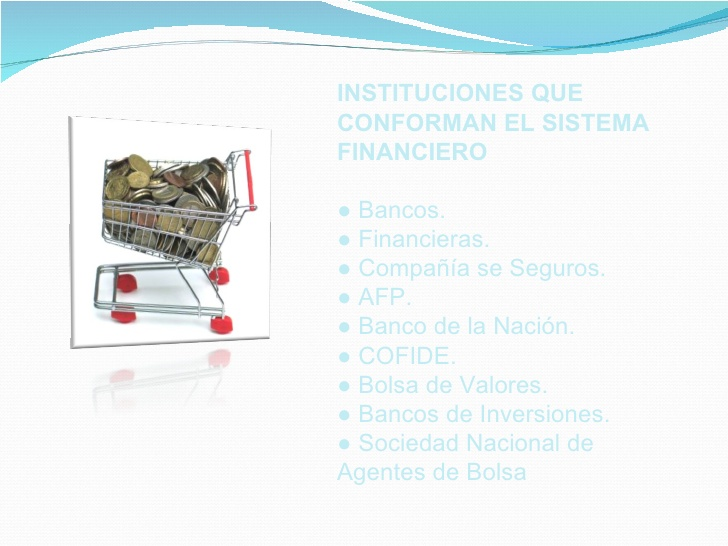 INSTITUCIONES QUE
CONFORMAN EL SISTEMA
FINANCIERO
● Bancos.
● Financieras.
● Compañía se Seguros.
● AFP.
● Banco de la Nación.
● COFIDE.
● Bolsa de Valores.
● Bancos de Inversiones.
● Sociedad Nacional de
Agentes de Bolsa